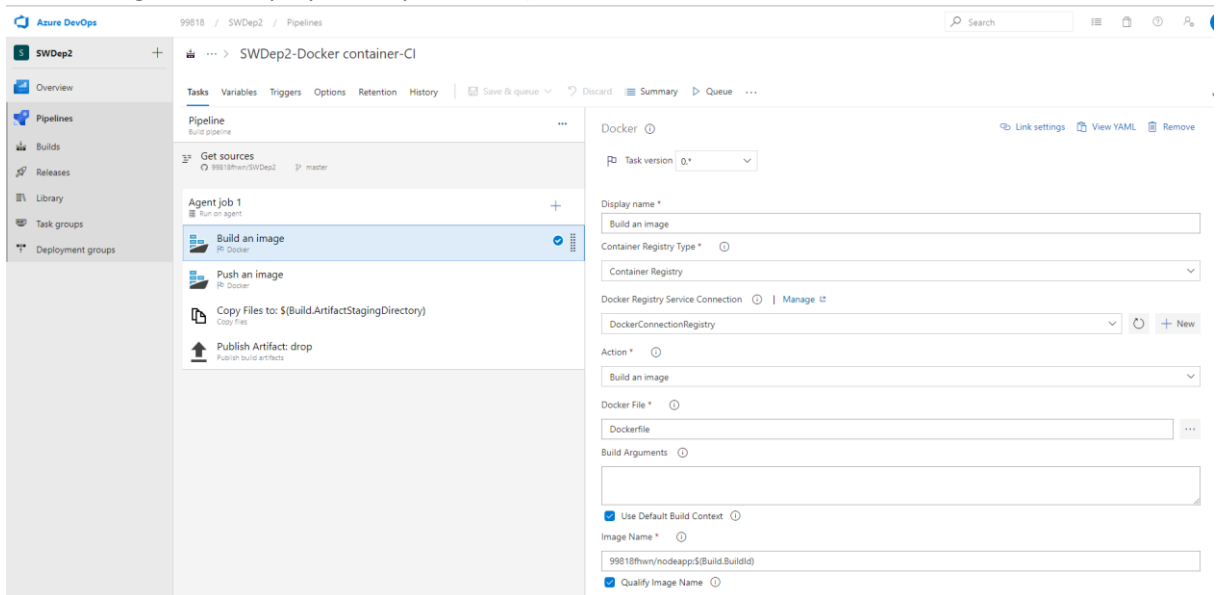 Azure DevOps
99818 / SWDep2 / Pipelines
Search
S SWDep2
SWDep2-Docker container-CI
Overview
Pipelines
Builds
Releases
Library
Task groups
Deployment groups
Tasks Variables Triggers Options Retention History Save & queue Discard Summary Queue
Pipeline
Build pipeline
Get sources
99818fhwn/SWDep2 master
Agent job 1
Run on agent
Build an image
Docker
Push an image
Docker
Copy Files to: $(Build.ArtifactStagingDirectory)
Copy files
Publish Artifact: drop
Publish build artifacts
Docker
Link settings View YAML Remove
Task version 0.*
Display name *
Build an image
Container Registry Type *
Container Registry
Docker Registry Service Connection | Manage
DockerConnectionRegistry
New
Action *
Build an image
Docker File *
Dockerfile
Build Arguments
Use Default Build Context
Image Name *
99818fhwn/nodeapp:$(Build.BuildId)
Qualify Image Name